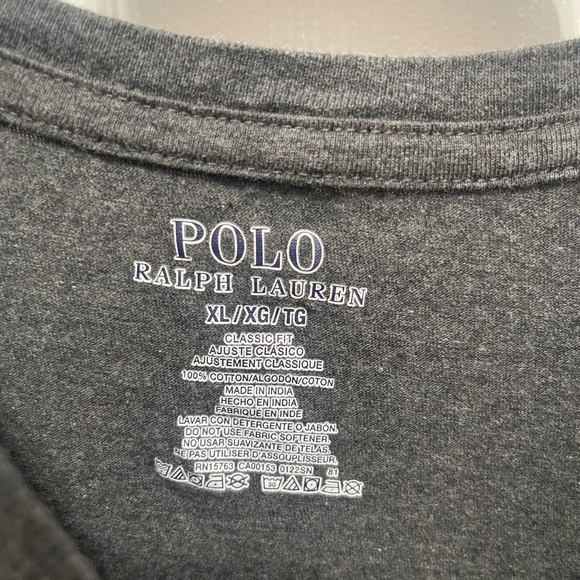 POLO
RALPH LAUREN
XL/XG/TG
CLASSIC FIT
AJUSTE CLÁSICO
AJUSTEMENT CLASSIQUE
100% COTTON/ALGODÓN/COTON
MADE IN INDIA
HECHO EN INDIA
FABRIQUE EN INDE
LAVAR CON DETERGENTE O JABÓN.
DO NOT USE FABRIC SOFTENER.
NO USAR SUAVIZANTE DE TELAS.
NE PAS UTILISER D'ASSOUPLISSEUR.
RN15763 CA00153 0122SN 81
30